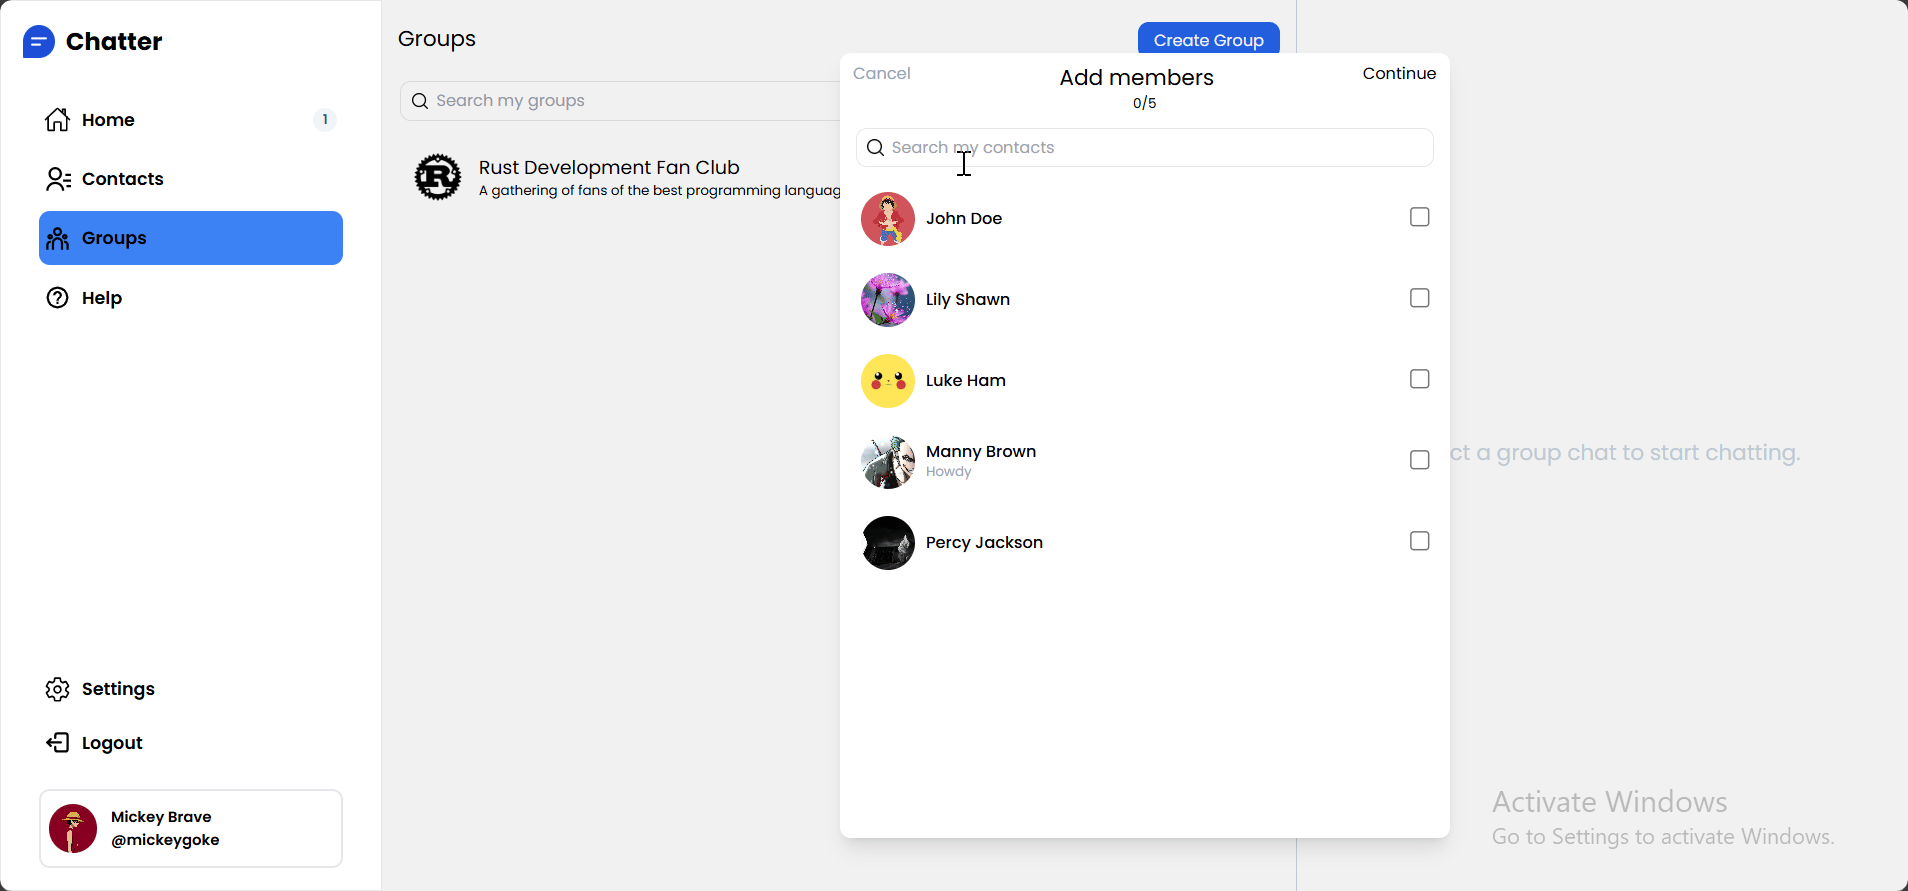 Chatter
Home
1
Contacts
Groups
Help
Settings
Logout
Mickey Brave
@mickeygoke
Groups
Create Group
Search my groups
Rust Development Fan Club
A gathering of fans of the best programming languag
Cancel
Add members
Continue
0/5
Search my contacts
John Doe
Lily Shawn
Luke Ham
Manny Brown
Howdy
Percy Jackson
ct a group chat to start chatting.
Activate Windows
Go to Settings to activate Windows.